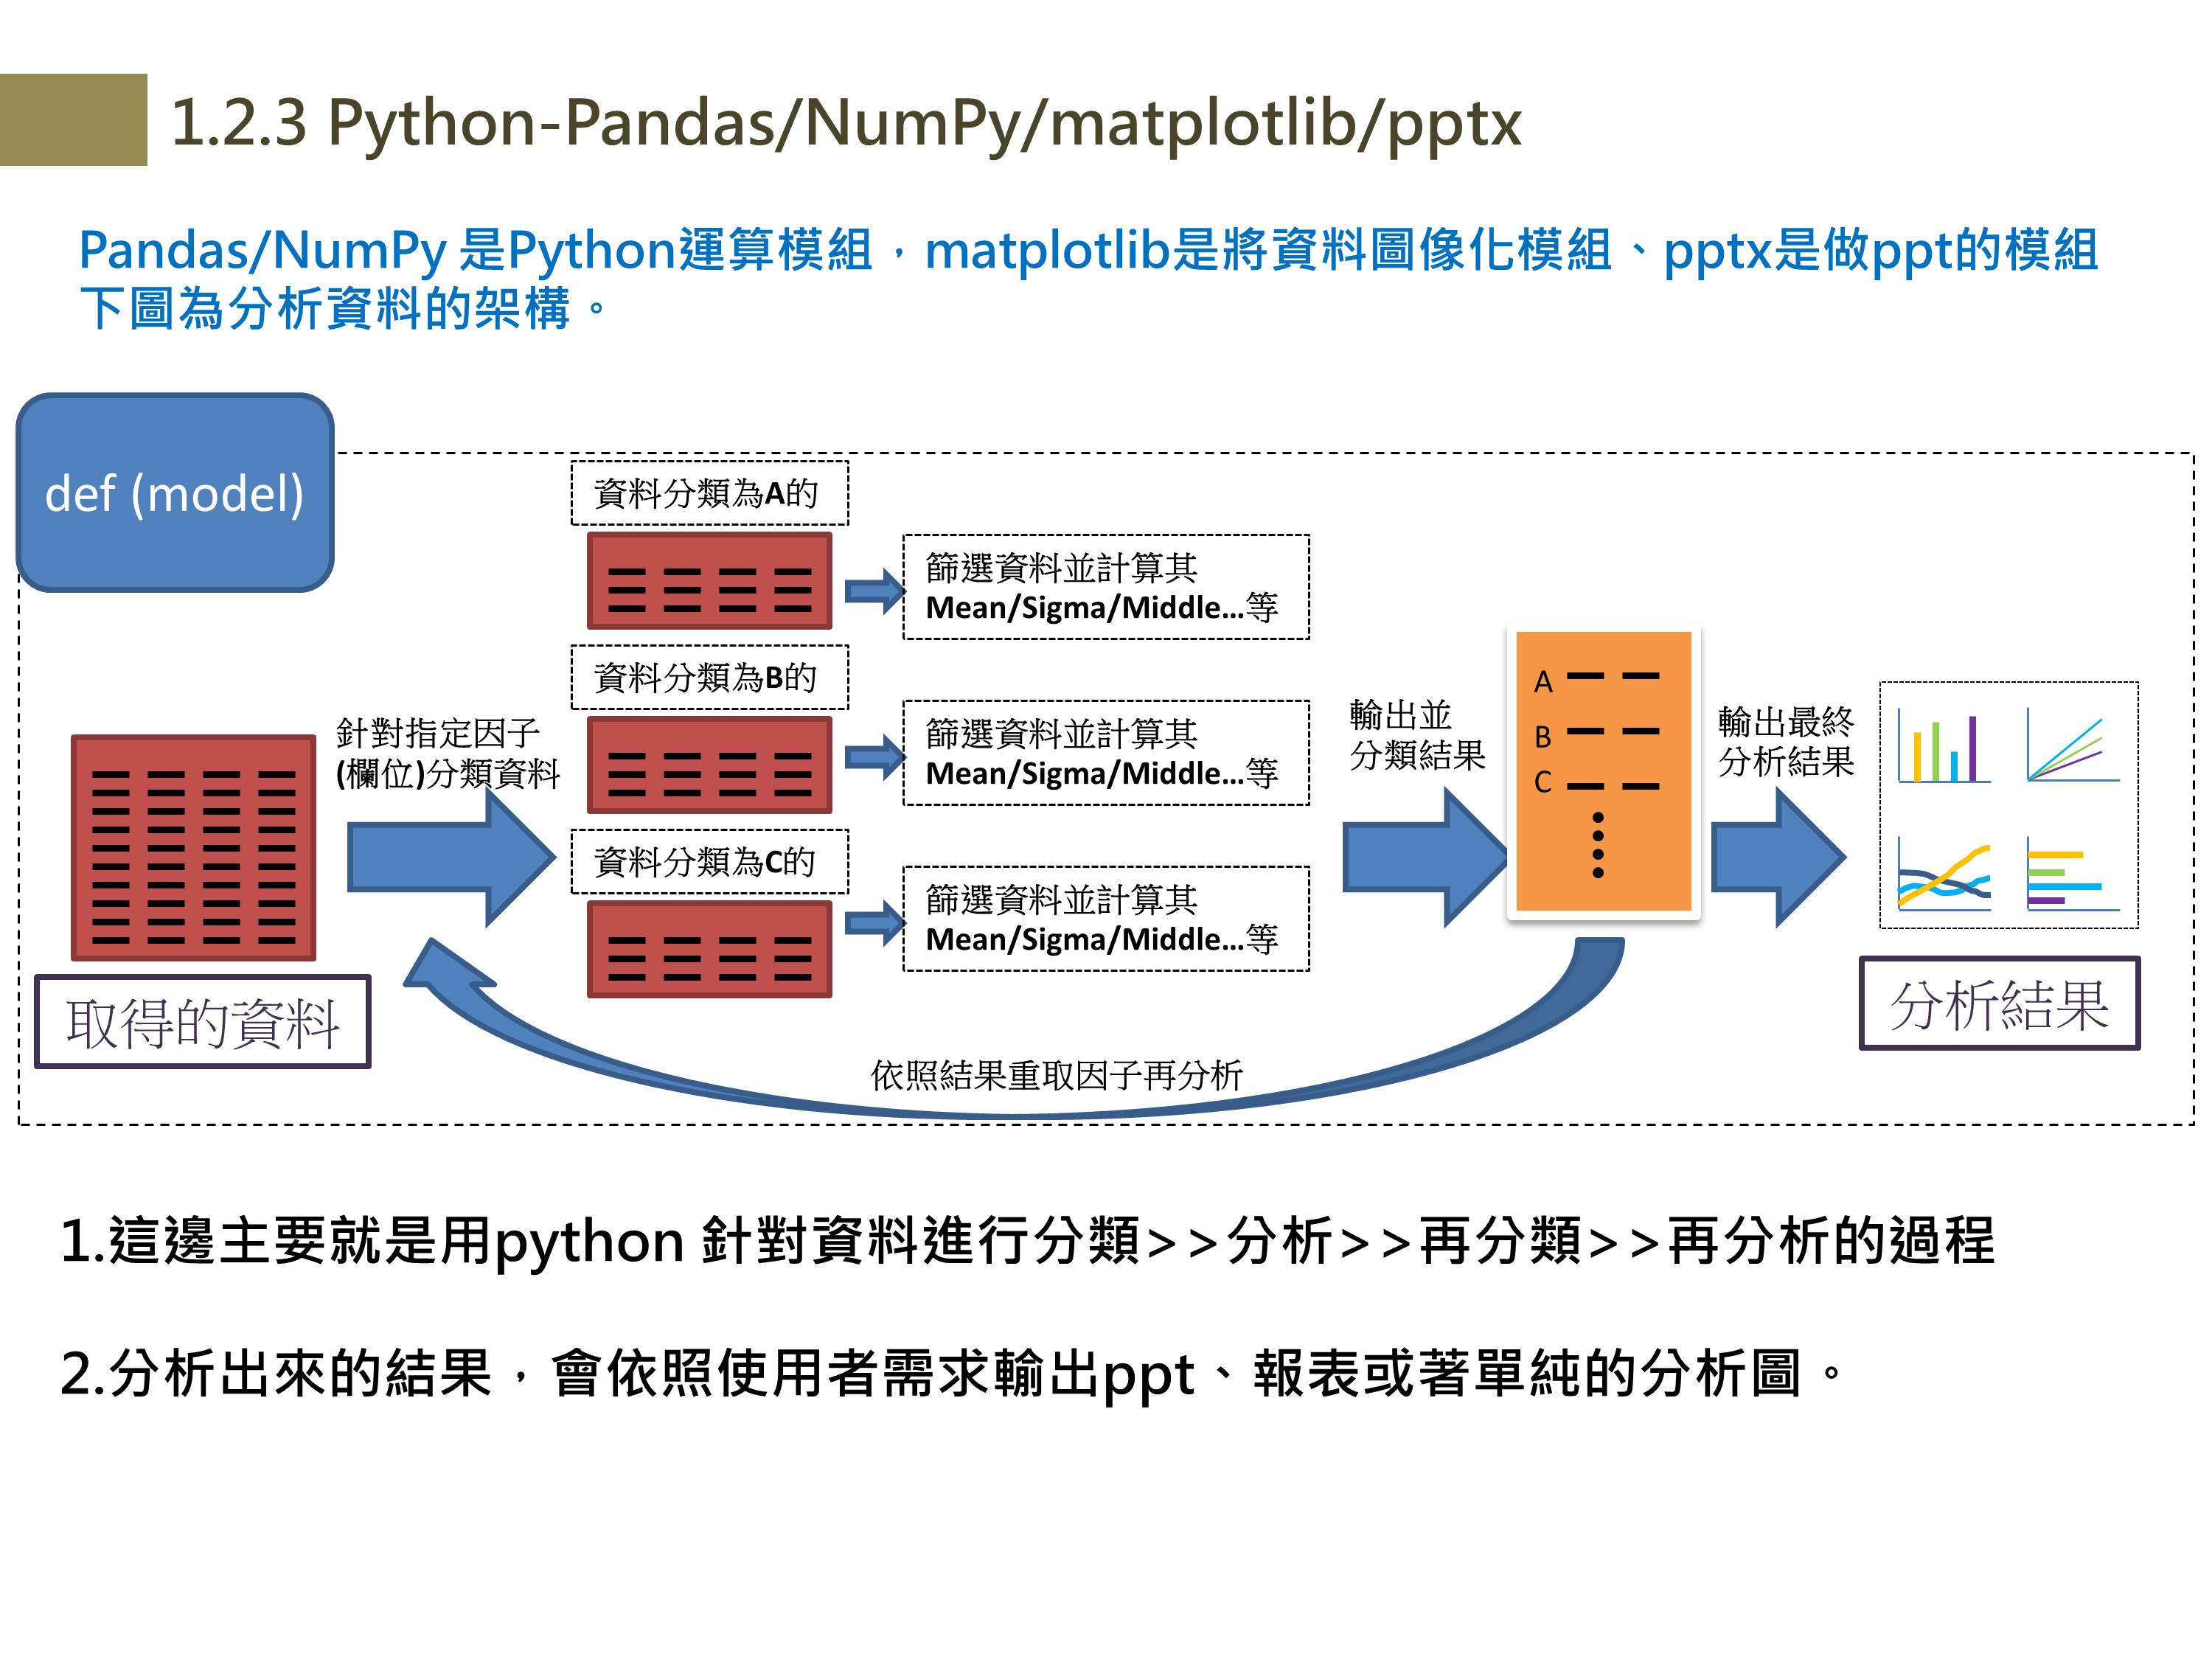 1.2.3 Python-Pandas/NumPy/matplotlib/pptx
Pandas/NumPy 是Python運算模組，matplotlib是將資料圖像化模組、pptx是做ppt的模組
下圖為分析資料的架構。
def (model)
取得的資料
針對指定因子
(欄位)分類資料
資料分類為A的
篩選資料並計算其
Mean/Sigma/Middle…等
資料分類為B的
篩選資料並計算其
Mean/Sigma/Middle…等
資料分類為C的
篩選資料並計算其
Mean/Sigma/Middle…等
輸出並
分類結果
A
B
C
輸出最終
分析結果
分析結果
依照結果重取因子再分析
1.這邊主要就是用python 針對資料進行分類>>分析>>再分類>>再分析的過程
2.分析出來的結果，會依照使用者需求輸出ppt、報表或著單純的分析圖。